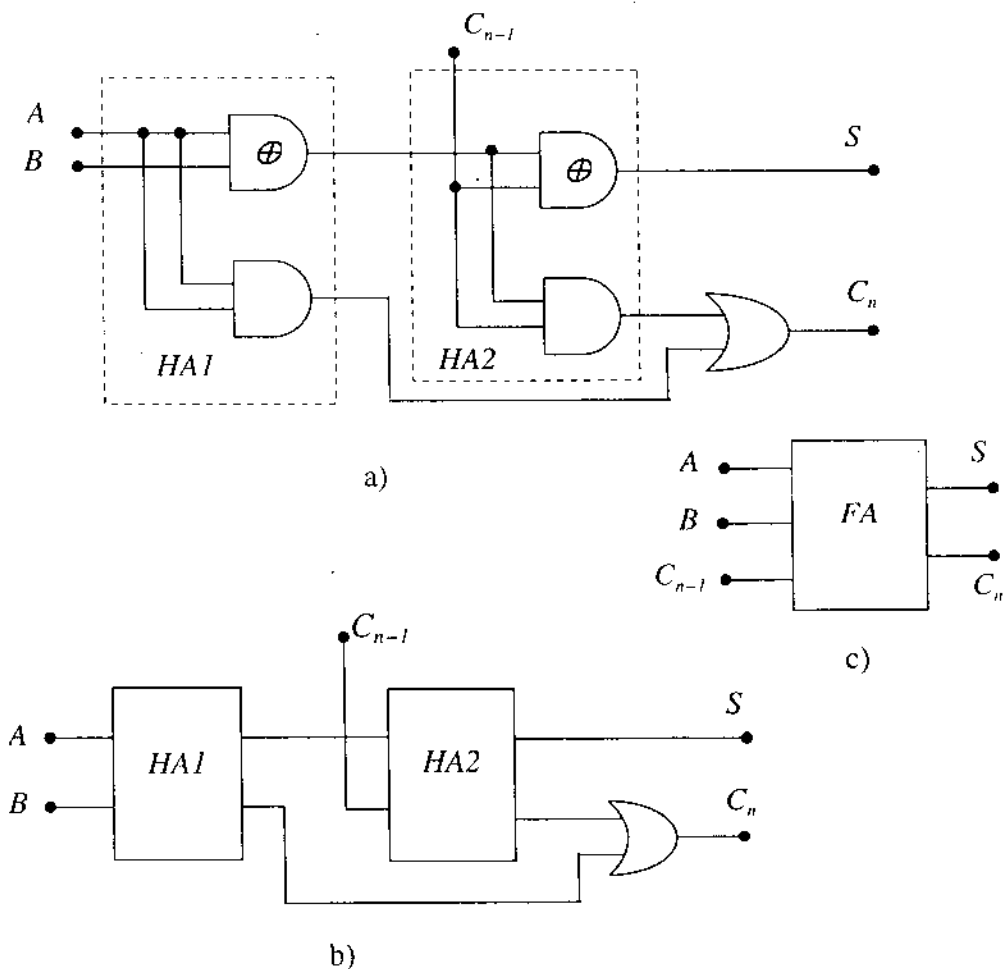 C_{n-1}
A
B
⊕
⊕
S
C_n
HA1
HA2
a)
A
B
C_{n-1}
FA
S
C_n
c)
C_{n-1}
A
B
HA1
HA2
S
C_n
b)